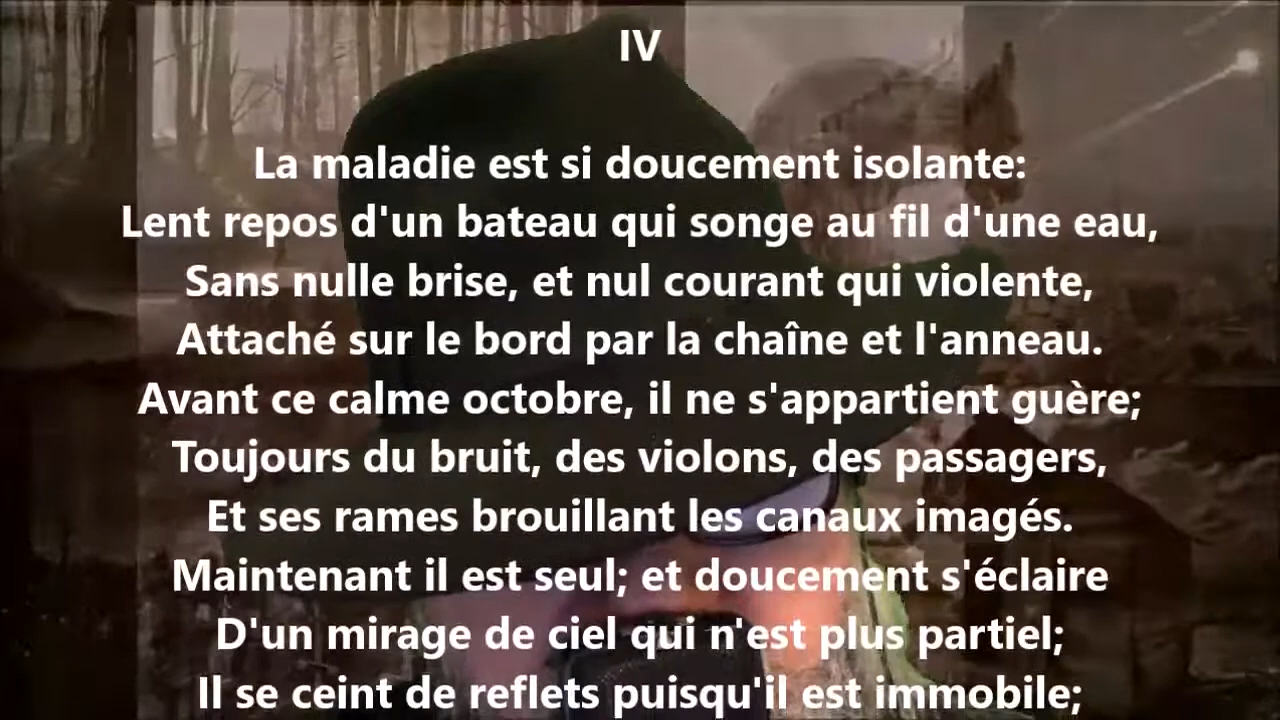 IV
La maladie est si doucement isolante:
Lent repos d'un bateau qui songe au fil d'une eau,
Sans nulle brise, et nul courant qui violente,
Attaché sur le bord par la chaîne et l'anneau.
Avant ce calme octobre, il ne s'appartient guère;
Toujours du bruit, des violons, des passagers,
Et ses rames brouillant les canaux imagés.
Maintenant il est seul; et doucement s'éclaire
D'un mirage de ciel qui n'est plus partiel;
Il se ceint de reflets puisqu'il est immobile;